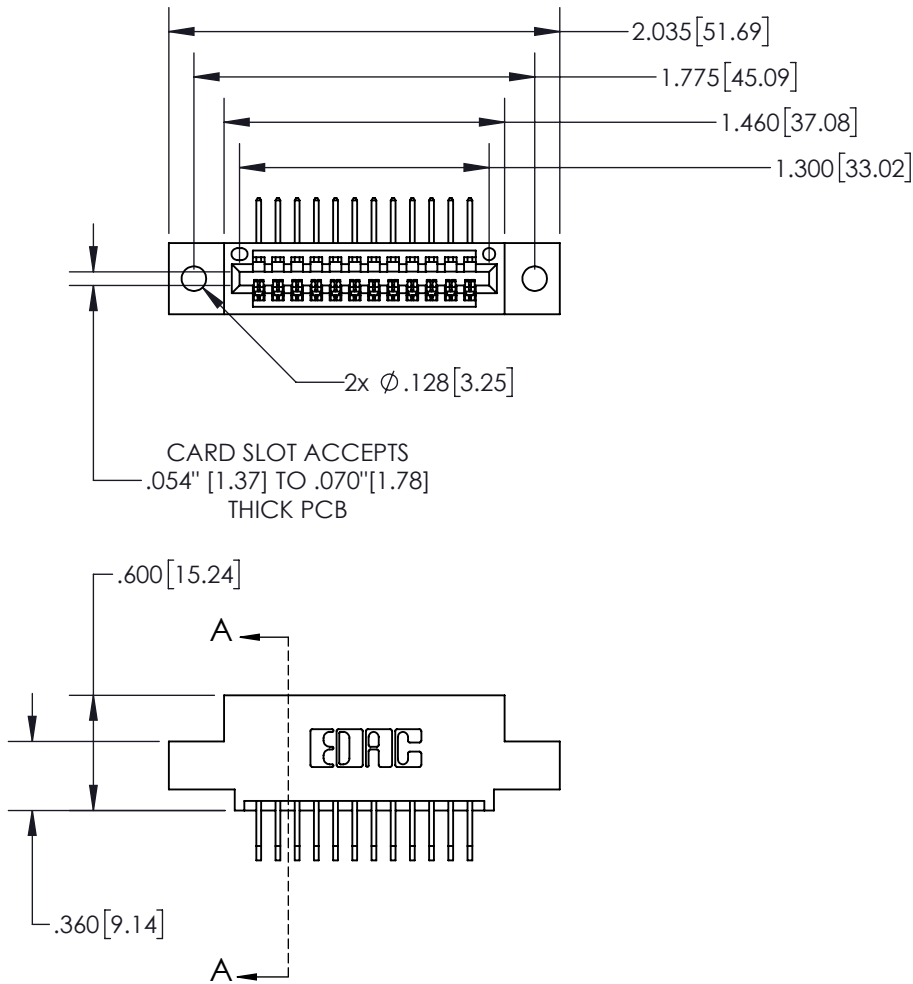 2.035[51.69]
1.775[45.09]
1.460[37.08]
1.300[33.02]
2x Ø.128[3.25]
CARD SLOT ACCEPTS
.054" [1.37] TO .070"[1.78]
THICK PCB
.600[15.24]
A
EDAC
.360[9.14]
A